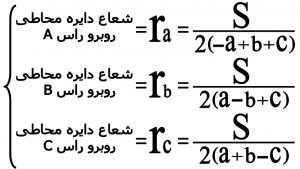 شعاع دایره محاطی
روبرو راس A
= rₐ = S / 2(−a+b+c)
شعاع دایره محاطی
روبرو راس B
= r_b = S / 2(a−b+c)
شعاع دایره محاطی
روبرو راس C
= r_c = S / 2(a+b−c)